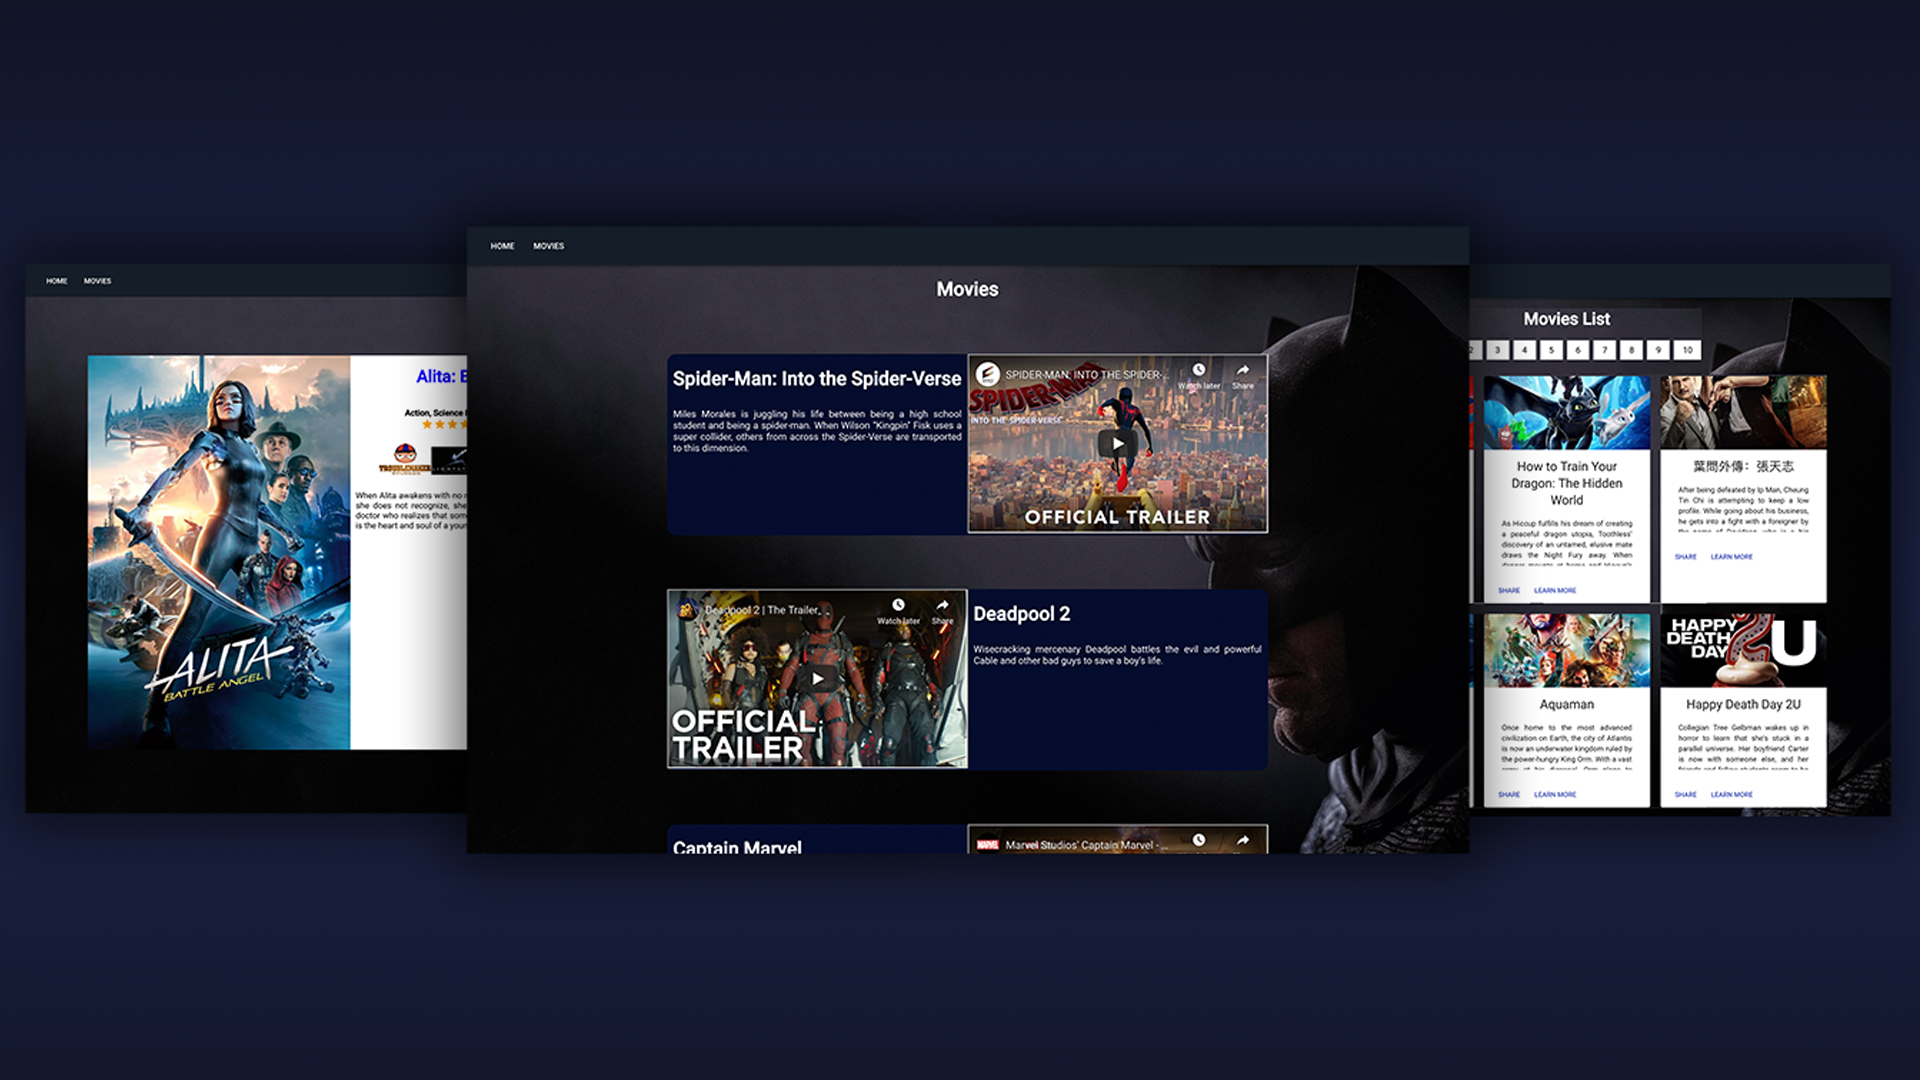 HOME MOVIES
Alita: B
Action, Science
When Alita awakens with no
she does not recognize, she
doctor who realizes that som
is the heart and soul of a your
ALITA
BATTLE ANGEL
HOME MOVIES
Movies
Spider-Man: Into the Spider-Verse
Miles Morales is juggling his life between being a high school
student and being a spider-man. When Wilson "Kingpin" Fisk uses a
super collider, others from across the Spider-Verse are transported
to this dimension.
SPIDER-MAN: INTO THE SPIDER-...
Watch later Share
SPIDER-MAN
INTO THE SPIDER-VERSE
OFFICIAL TRAILER
Deadpool 2 | The Trailer...
Watch later Share
OFFICIAL
TRAILER
Deadpool 2
Wisecracking mercenary Deadpool battles the evil and powerful
Cable and other bad guys to save a boy's life.
Captain Marvel
MARVEL Marvel Studios' Captain Marvel - ...
Movies List
2 3 4 5 6 7 8 9 10
How to Train Your
Dragon: The Hidden
World
As Hiccup fulfills his dream of creating
a peaceful dragon utopia, Toothless'
discovery of an untamed, elusive mate
draws the Night Fury away. When
SHARE LEARN MORE
葉問外傳：張天志
After being defeated by Ip Man, Cheung
Tin Chi is attempting to keep a low
profile. While going about his business,
he gets into a fight with a foreigner by
SHARE LEARN MORE
Aquaman
Once home to the most advanced
civilization on Earth, the city of Atlantis
is now an underwater kingdom ruled by
the power-hungry King Orm. With a vast
SHARE LEARN MORE
HAPPY
DEATH
DAY 2U
Happy Death Day 2U
Collegian Tree Gelbman wakes up in
horror to learn that she's stuck in a
parallel universe. Her boyfriend Carter
is now with someone else, and her
SHARE LEARN MORE